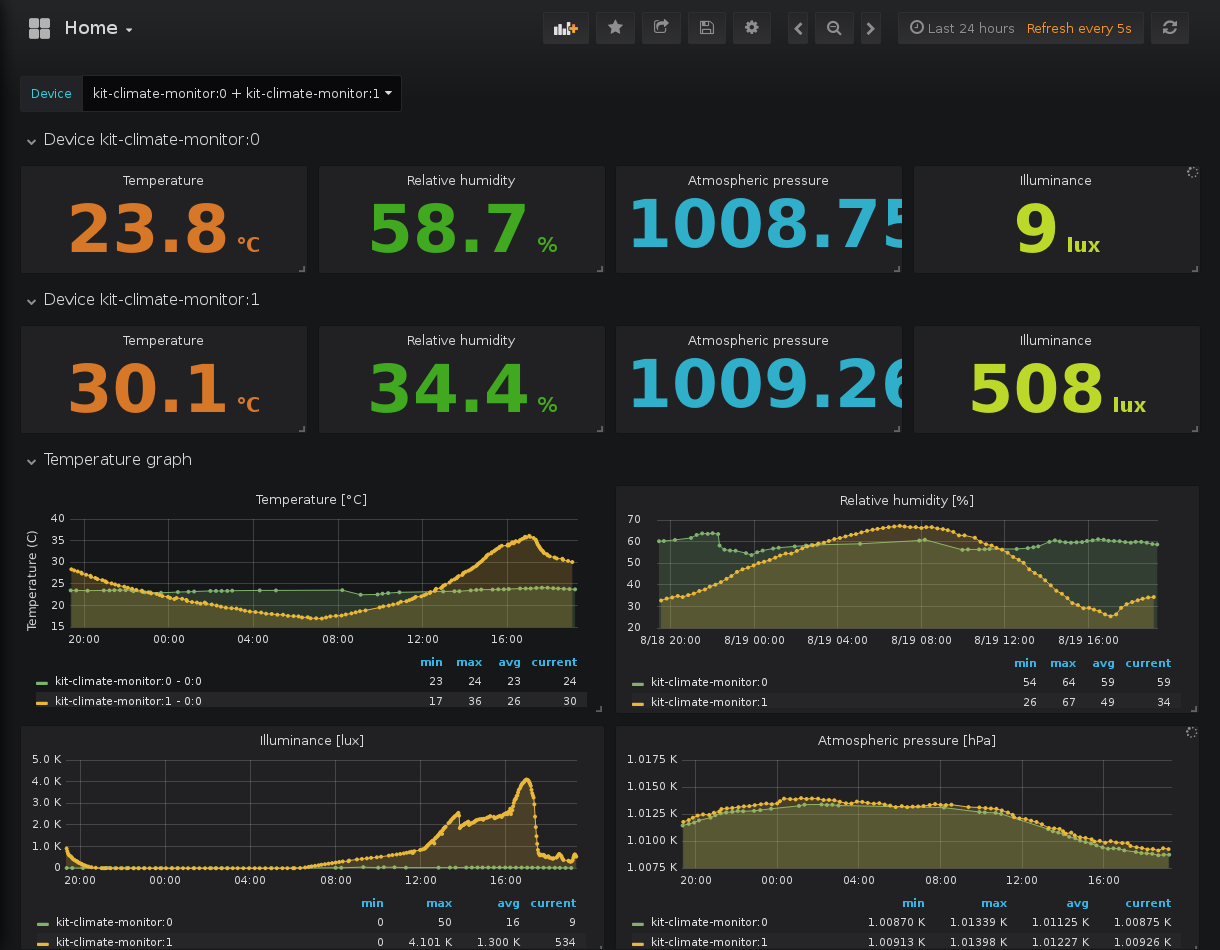 Home
Last 24 hours Refresh every 5s
Device kit-climate-monitor:0 + kit-climate-monitor:1
Device kit-climate-monitor:0
Temperature
23.8 °C
Relative humidity
58.7 %
Atmospheric pressure
1008.75
Illuminance
9 lux
Device kit-climate-monitor:1
Temperature
30.1 °C
Relative humidity
34.4 %
Atmospheric pressure
1009.26
Illuminance
508 lux
Temperature graph
Temperature [°C]
Temperature (C)
40
35
30
25
20
15
20:00 00:00 04:00 08:00 12:00 16:00
min max avg current
kit-climate-monitor:0 - 0:0 23 24 23 24
kit-climate-monitor:1 - 0:0 17 36 26 30
Relative humidity [%]
70
60
50
40
30
20
8/18 20:00 8/19 00:00 8/19 04:00 8/19 08:00 8/19 12:00 8/19 16:00
min max avg current
kit-climate-monitor:0 54 64 59 59
kit-climate-monitor:1 26 67 49 34
Illuminance [lux]
5.0 K
4.0 K
3.0 K
2.0 K
1.0 K
0
20:00 00:00 04:00 08:00 12:00 16:00
min max avg current
kit-climate-monitor:0 0 50 16 9
kit-climate-monitor:1 0 4.101 K 1.300 K 534
Atmospheric pressure [hPa]
1.0175 K
1.0150 K
1.0125 K
1.0100 K
1.0075 K
20:00 00:00 04:00 08:00 12:00 16:00
min max avg current
kit-climate-monitor:0 1.00870 K 1.01339 K 1.01125 K 1.00875 K
kit-climate-monitor:1 1.00913 K 1.01398 K 1.01227 K 1.00926 K